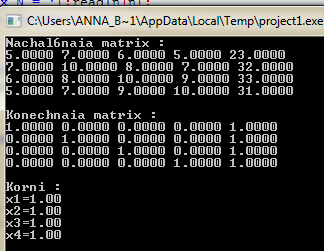 C:\Users\ANNA_B~1\AppData\Local\Temp\project1.exe
Nachal6naia matrix :
5.0000 7.0000 6.0000 5.0000 23.0000
7.0000 10.0000 8.0000 7.0000 32.0000
6.0000 8.0000 10.0000 9.0000 33.0000
5.0000 7.0000 9.0000 10.0000 31.0000
Konechnaia matrix :
1.0000 0.0000 0.0000 0.0000 1.0000
0.0000 1.0000 0.0000 0.0000 1.0000
0.0000 0.0000 1.0000 0.0000 1.0000
0.0000 0.0000 0.0000 1.0000 1.0000
Korni :
x1=1.00
x2=1.00
x3=1.00
x4=1.00